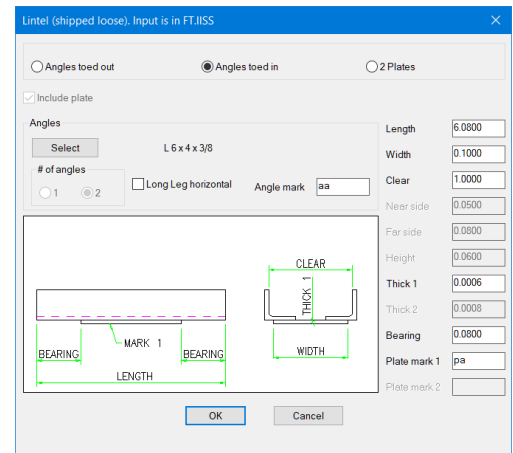 Lintel (shipped loose). Input is in FT.IISS
Angles toed out
Angles toed in
2 Plates
Include plate
Angles
Select
L 6 x 4 x 3/8
# of angles
1
2
Long Leg horizontal
Angle mark
aa
Length
6.0800
Width
0.1000
Clear
1.0000
Near side
0.0500
Far side
0.0800
Height
0.0600
Thick 1
0.0006
Thick 2
0.0008
Bearing
0.0800
Plate mark 1
pa
Plate mark 2
CLEAR
THICK 1
MARK 1
BEARING
BEARING
WIDTH
LENGTH
OK
Cancel